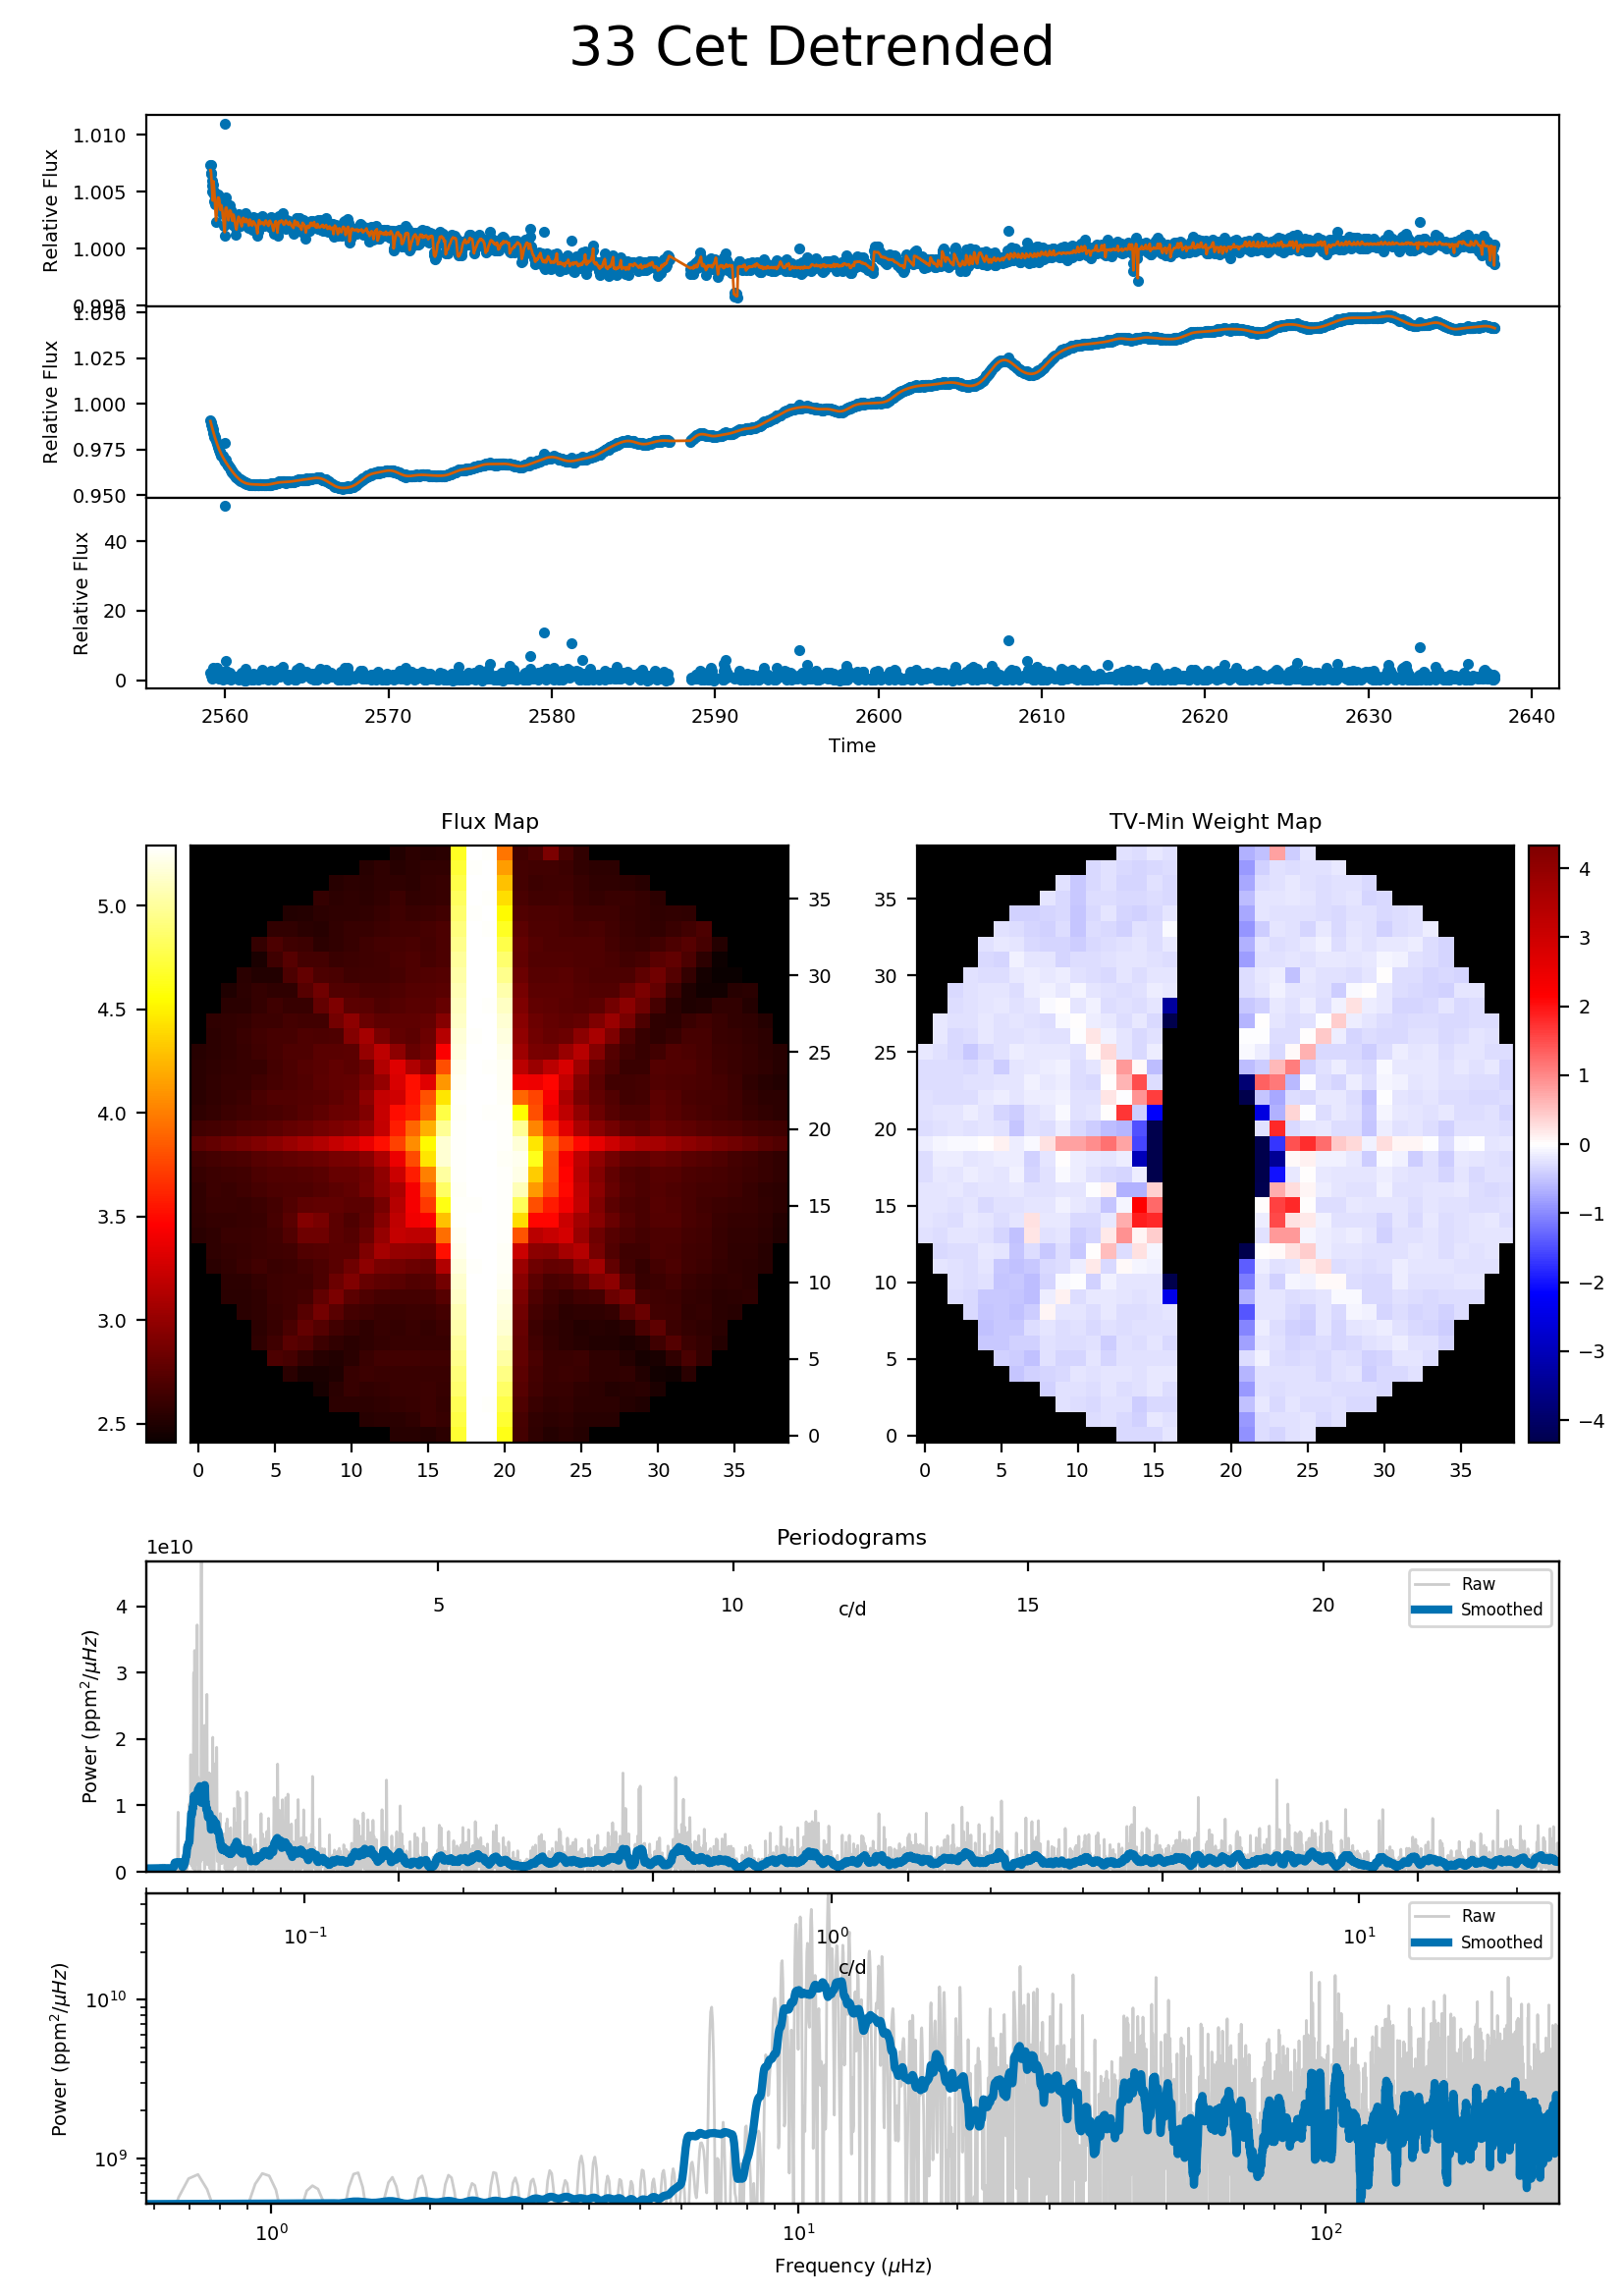 33 Cet Detrended
Relative Flux
1.010
1.005
1.000
0.995
Relative Flux
1.050
1.025
1.000
0.975
0.950
Relative Flux
40
20
0
2560 2570 2580 2590 2600 2610 2620 2630 2640
Time
Flux Map
5.0
4.5
4.0
3.5
3.0
2.5
35
30
25
20
15
10
5
0
0 5 10 15 20 25 30 35
TV-Min Weight Map
35
30
25
20
15
10
5
0
0 5 10 15 20 25 30 35
4
3
2
1
0
−1
−2
−3
−4
Periodograms
1e10
Power (ppm²/μHz)
4
3
2
1
0
5 10 15 20
c/d
Raw
Smoothed
Power (ppm²/μHz)
10¹⁰
10⁹
10⁻¹ 10⁰ 10¹
c/d
Raw
Smoothed
10⁰ 10¹ 10²
Frequency (μHz)